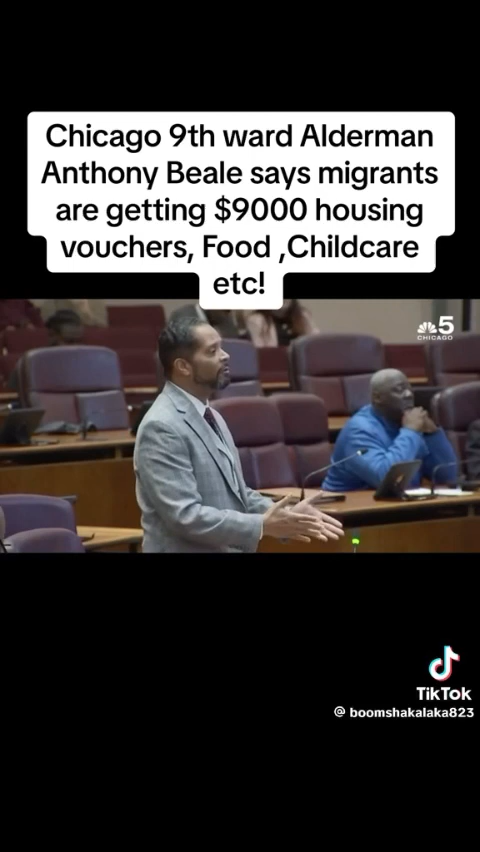 Chicago 9th ward Alderman
Anthony Beale says migrants
are getting $9000 housing
vouchers, Food ,Childcare
etc!
5
CHICAGO
TikTok
@ boomshakalaka823